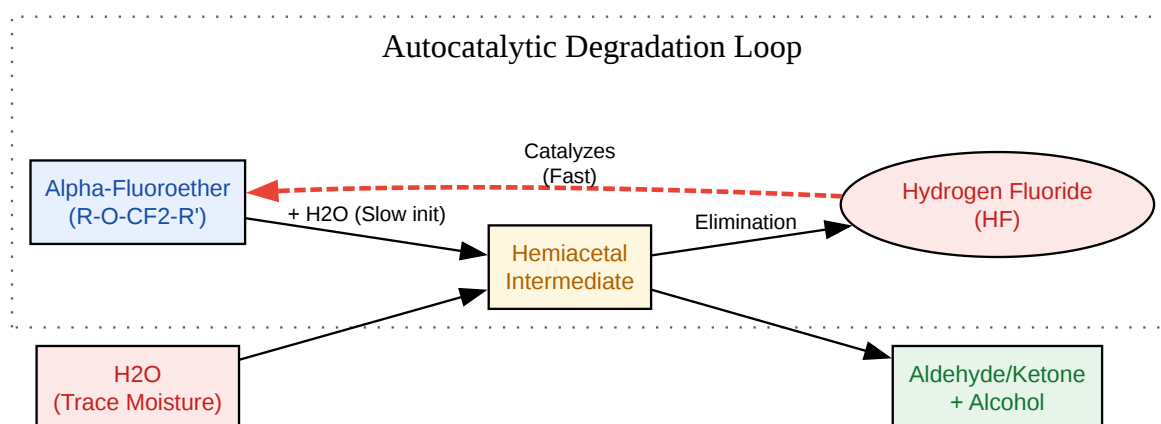 Autocatalytic Degradation Loop
Catalyzes
(Fast)
Alpha-Fluoroether
(R-O-CF2-R')
+ H2O (Slow init)
Hemiacetal
Intermediate
Elimination
Hydrogen Fluoride
(HF)
H2O
(Trace Moisture)
Aldehyde/Ketone
+ Alcohol